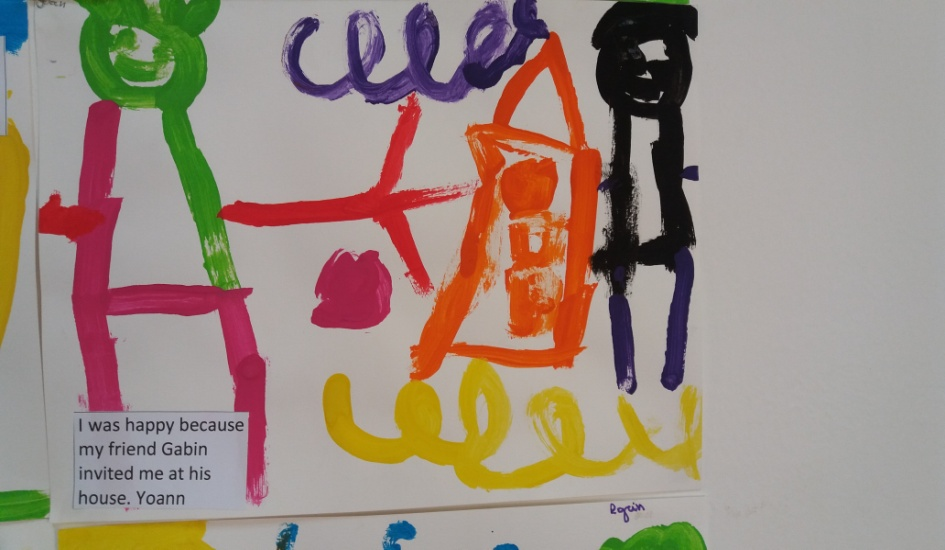 I was happy because
my friend Gabin
invited me at his
house. Yoann